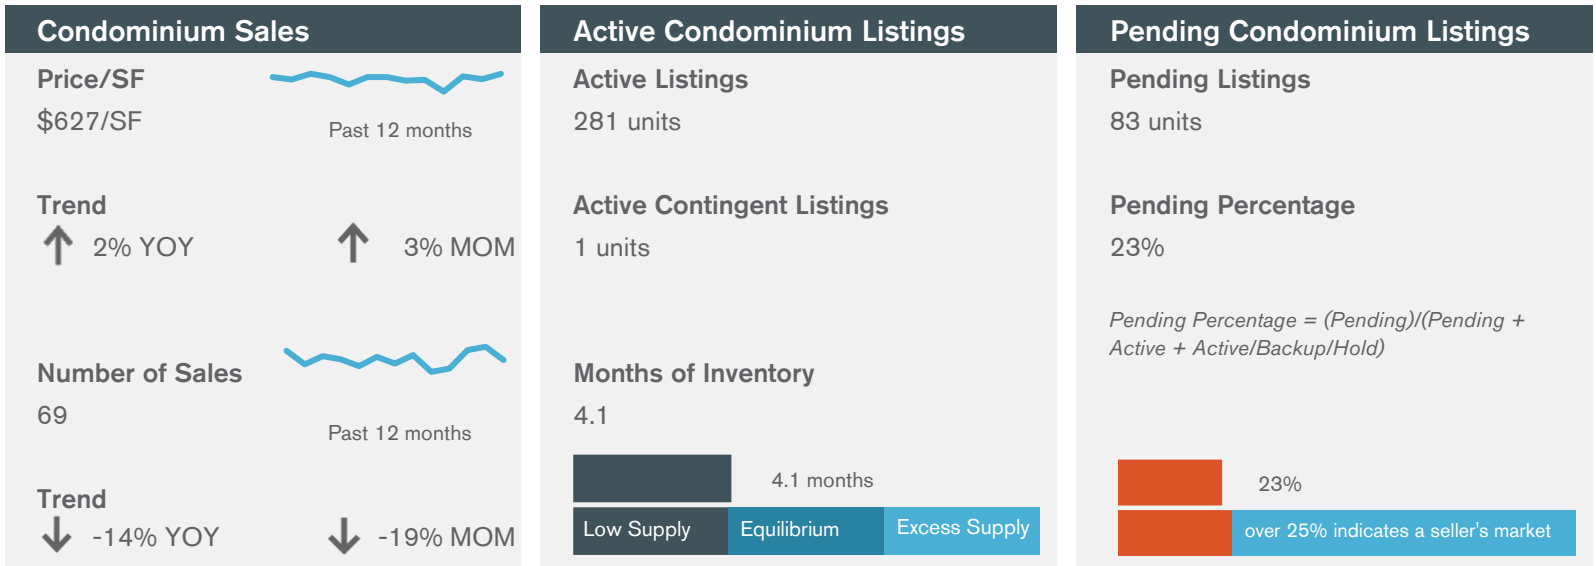 Condominium Sales
Price/SF
$627/SF
Past 12 months
Trend
2% YOY
3% MOM
Number of Sales
69
Past 12 months
Trend
-14% YOY
-19% MOM
Active Condominium Listings
Active Listings
281 units
Active Contingent Listings
1 units
Months of Inventory
4.1
4.1 months
Low Supply
Equilibrium
Excess Supply
Pending Condominium Listings
Pending Listings
83 units
Pending Percentage
23%
Pending Percentage = (Pending)/(Pending +
Active + Active/Backup/Hold)
23%
over 25% indicates a seller's market